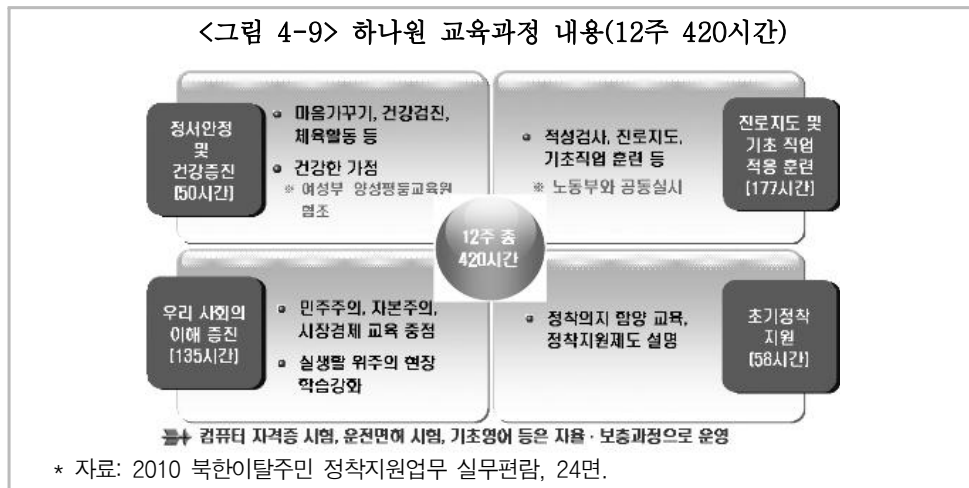 <그림 4-9> 하나원 교육과정 내용(12주 420시간)
정서안정
및
건강증진
[50시간]
마음가꾸기, 건강검진,
체육활동 등
건강한 가정
※ 여성부 양성평등교육원
협조
적성검사, 진로지도,
기초직업 훈련 등
※ 노동부와 공동실시
진로지도 및
기초 직업
적응 훈련
[177시간]
12주 총
420시간
우리 사회의
이해 증진
[135시간]
민주주의, 자본주의,
시장경제 교육 중점
실생활 위주의 현장
학습강화
정착의지 함양 교육,
정착지원제도 설명
초기정착
지원
[58시간]
컴퓨터 자격증 시험, 운전면허 시험, 기초영어 등은 자율·보충과정으로 운영
* 자료: 2010 북한이탈주민 정착지원업무 실무편람, 24면.